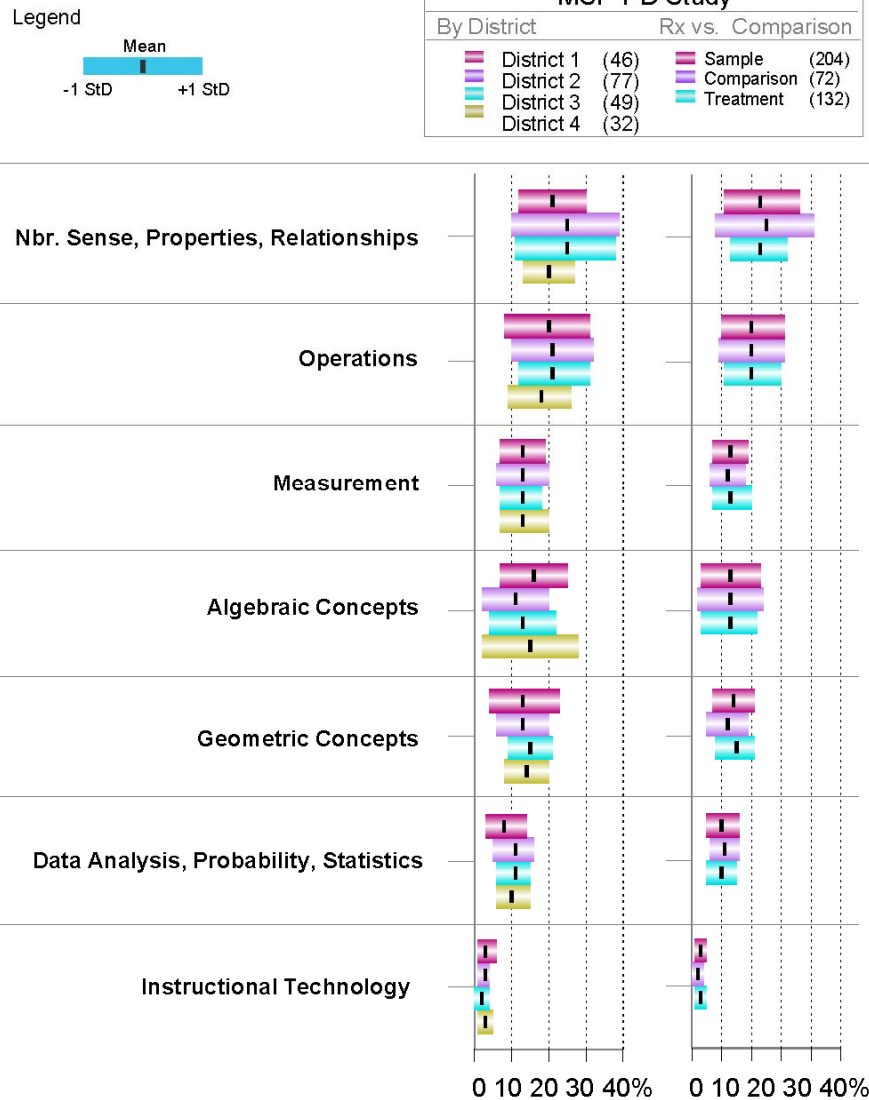 Legend
Mean
-1 StD +1 StD
By District Rx vs. Comparison
District 1 (46)
District 2 (77)
District 3 (49)
District 4 (32)
Sample (204)
Comparison (72)
Treatment (132)
Nbr. Sense, Properties, Relationships
Operations
Measurement
Algebraic Concepts
Geometric Concepts
Data Analysis, Probability, Statistics
Instructional Technology
0 10 20 30 40% 0 10 20 30 40%